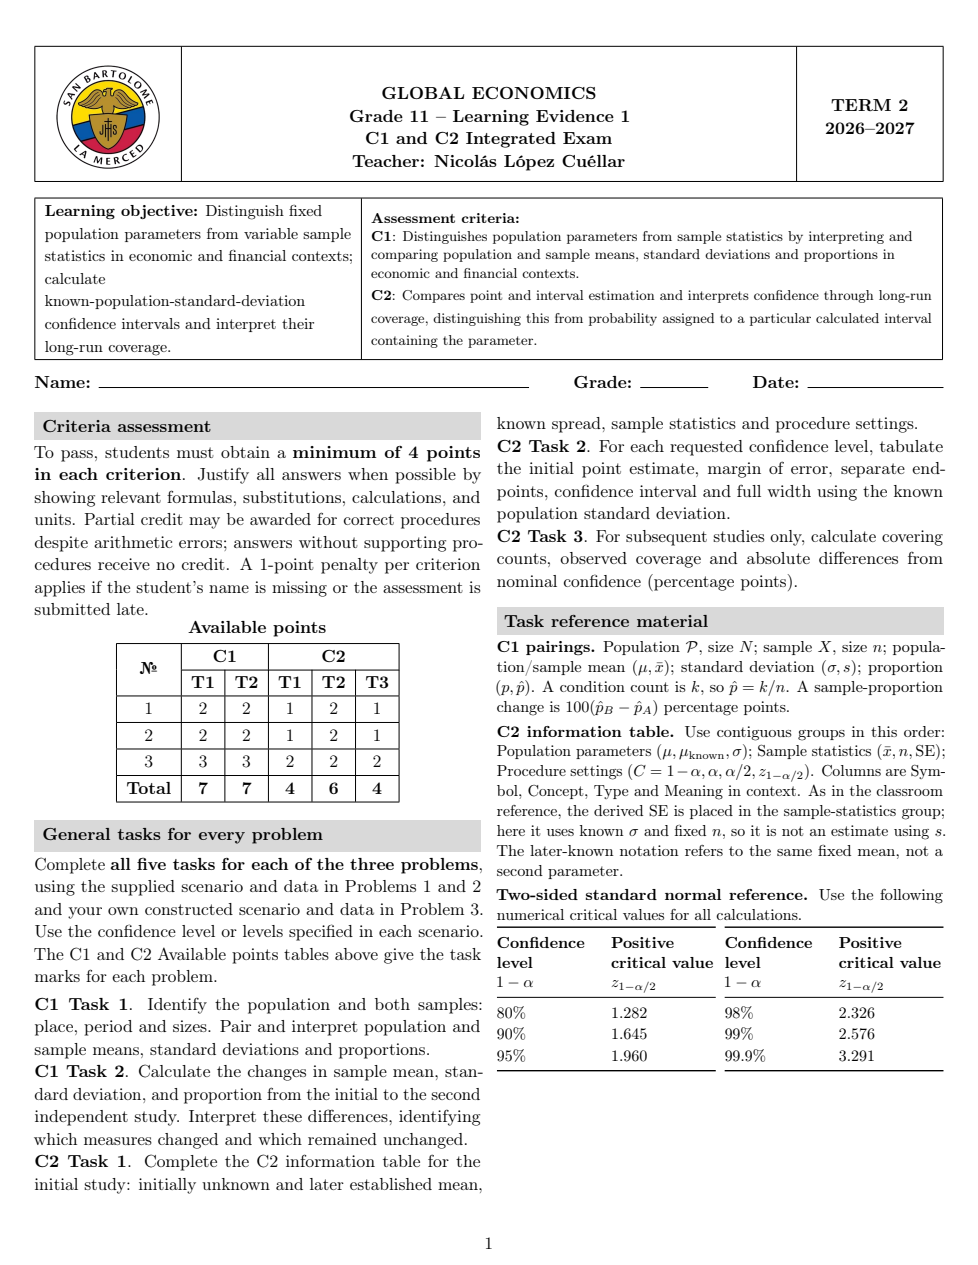 SAN BARTOLOME
LA MERCED
JHS
GLOBAL ECONOMICS
Grade 11 – Learning Evidence 1
C1 and C2 Integrated Exam
Teacher: Nicolás López Cuéllar
TERM 2
2026–2027
Learning objective: Distinguish fixed
population parameters from variable sample
statistics in economic and financial contexts;
calculate
known-population-standard-deviation
confidence intervals and interpret their
long-run coverage.
Assessment criteria:
C1: Distinguishes population parameters from sample statistics by interpreting and
comparing population and sample means, standard deviations and proportions in
economic and financial contexts.
C2: Compares point and interval estimation and interprets confidence through long-run
coverage, distinguishing this from probability assigned to a particular calculated interval
containing the parameter.
Name: Grade: Date:
Criteria assessment
To pass, students must obtain a minimum of 4 points
in each criterion. Justify all answers when possible by
showing relevant formulas, substitutions, calculations, and
units. Partial credit may be awarded for correct procedures
despite arithmetic errors; answers without supporting pro-
cedures receive no credit. A 1-point penalty per criterion
applies if the student's name is missing or the assessment is
submitted late.
Available points
№ C1 C2
T1 T2 T1 T2 T3
1 2 2 1 2 1
2 2 2 1 2 1
3 3 3 2 2 2
Total 7 7 4 6 4
General tasks for every problem
Complete all five tasks for each of the three problems,
using the supplied scenario and data in Problems 1 and 2
and your own constructed scenario and data in Problem 3.
Use the confidence level or levels specified in each scenario.
The C1 and C2 Available points tables above give the task
marks for each problem.
C1 Task 1. Identify the population and both samples:
place, period and sizes. Pair and interpret population and
sample means, standard deviations and proportions.
C1 Task 2. Calculate the changes in sample mean, stan-
dard deviation, and proportion from the initial to the second
independent study. Interpret these differences, identifying
which measures changed and which remained unchanged.
C2 Task 1. Complete the C2 information table for the
initial study: initially unknown and later established mean,
known spread, sample statistics and procedure settings.
C2 Task 2. For each requested confidence level, tabulate
the initial point estimate, margin of error, separate end-
points, confidence interval and full width using the known
population standard deviation.
C2 Task 3. For subsequent studies only, calculate covering
counts, observed coverage and absolute differences from
nominal confidence (percentage points).
Task reference material
C1 pairings. Population 𝒫, size N; sample X, size n; popula-
tion/sample mean (μ, x̄); standard deviation (σ, s); proportion
(p, p̂). A condition count is k, so p̂ = k/n. A sample-proportion
change is 100(p̂_B − p̂_A) percentage points.
C2 information table. Use contiguous groups in this order:
Population parameters (μ, μ_known, σ); Sample statistics (x̄, n, SE);
Procedure settings (C = 1−α, α, α/2, z_{1−α/2}). Columns are Sym-
bol, Concept, Type and Meaning in context. As in the classroom
reference, the derived SE is placed in the sample-statistics group;
here it uses known σ and fixed n, so it is not an estimate using s.
The later-known notation refers to the same fixed mean, not a
second parameter.
Two-sided standard normal reference. Use the following
numerical critical values for all calculations.
Confidence Positive Confidence Positive
level critical value level critical value
1 − α z_{1−α/2} 1 − α z_{1−α/2}
80% 1.282 98% 2.326
90% 1.645 99% 2.576
95% 1.960 99.9% 3.291
1